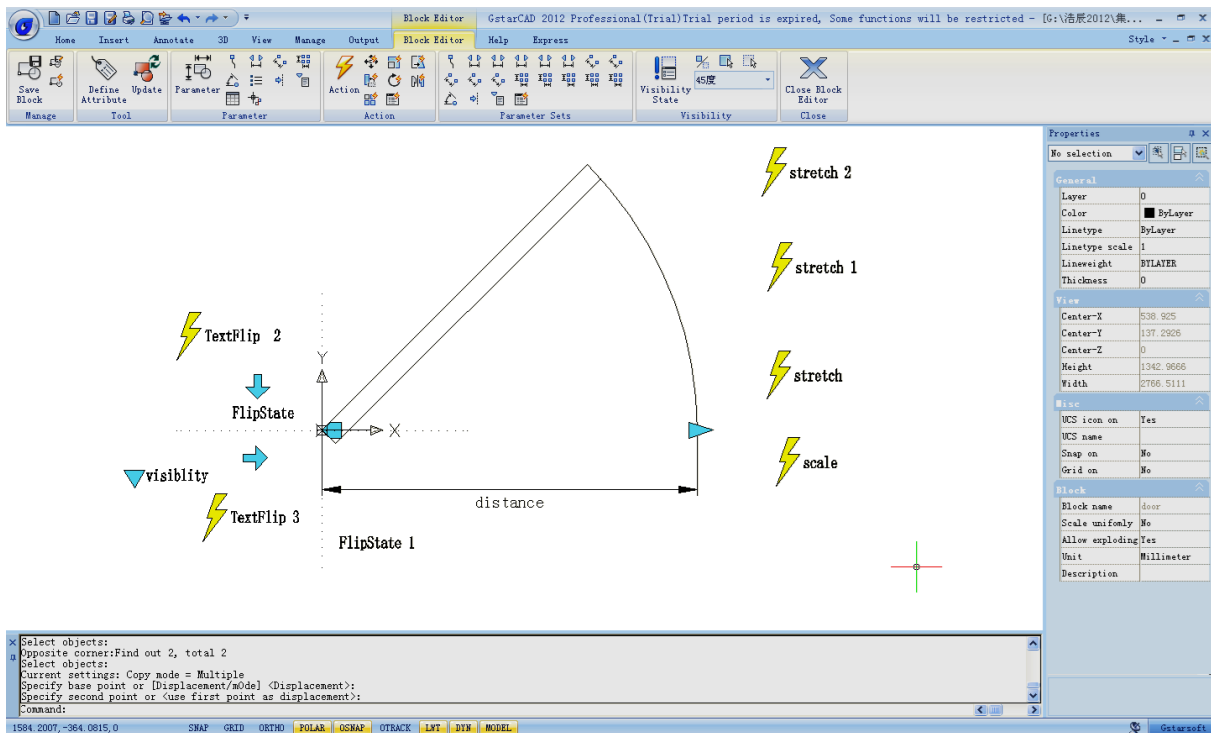 Block Editor GstarCAD 2012 Professional(Trial)Trial period is expired, Some functions will be restricted - [G:\浩辰2012\集...
Home Insert Annotate 3D View Manage Output Block Editor Help Express Style
Save Block
Define Attribute
Update
Parameter
Action
Visibility State
45度
Close Block Editor
Manage Tool Parameter Action Parameter Sets Visibility Close
Properties
No selection
General
Layer 0
Color ByLayer
Linetype ByLayer
Linetype scale 1
Lineweight BYLAYER
Thickness 0
View
Center-X 538.925
Center-Y 137.2926
Center-Z 0
Height 1342.9666
Width 2766.5111
Misc
UCS icon on Yes
UCS name
Snap on No
Grid on No
Block
Block name door
Scale unifomly No
Allow exploding Yes
Unit Millimeter
Description
stretch 2
stretch 1
TextFlip 2
Y
stretch
FlipState
X
visiblity
scale
distance
TextFlip 3
FlipState 1
Select objects:
Opposite corner:Find out 2, total 2
Select objects:
Current settings: Copy mode = Multiple
Specify base point or [Displacement/mOde] <Displacement>:
Specify second point or <use first point as displacement>:
Command:
1584.2007,-364.0815,0 SNAP GRID ORTHO POLAR OSNAP OTRACK LWT DYN MODEL Gstarsoft